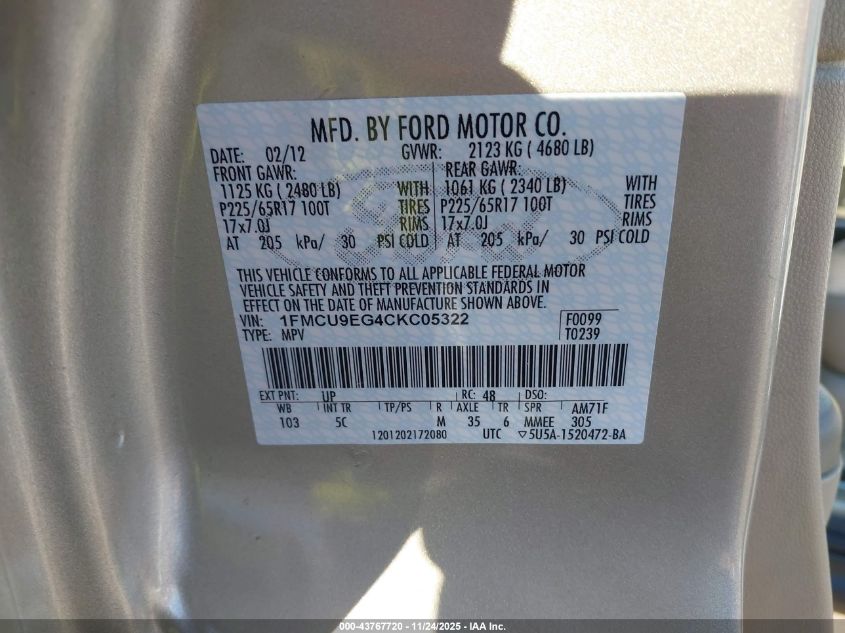 MFD. BY FORD MOTOR CO.
DATE: 02/12 GVWR: 2123 KG ( 4680 LB)
FRONT GAWR: REAR GAWR:
1125 KG ( 2480 LB) WITH 1061 KG ( 2340 LB) WITH
P225/65R17 100T TIRES P225/65R17 100T TIRES
17x7.0J RIMS 17x7.0J RIMS
AT 205 kPa/ 30 PSI COLD AT 205 kPa/ 30 PSI COLD
THIS VEHICLE CONFORMS TO ALL APPLICABLE FEDERAL MOTOR
VEHICLE SAFETY AND THEFT PREVENTION STANDARDS IN
EFFECT ON THE DATE OF MANUFACTURE SHOWN ABOVE.
VIN: 1FMCU9EG4CKC05322 F0099
TYPE: MPV T0239
EXT PNT: UP RC: 48 DSO:
WB INT TR TP/PS R AXLE TR SPR AM71F
103 5C M 35 6 MMEE 305
1201202172080 UTC ▽5U5A-1520472-BA
000-43767720 - 11/24/2025 - IAA Inc.